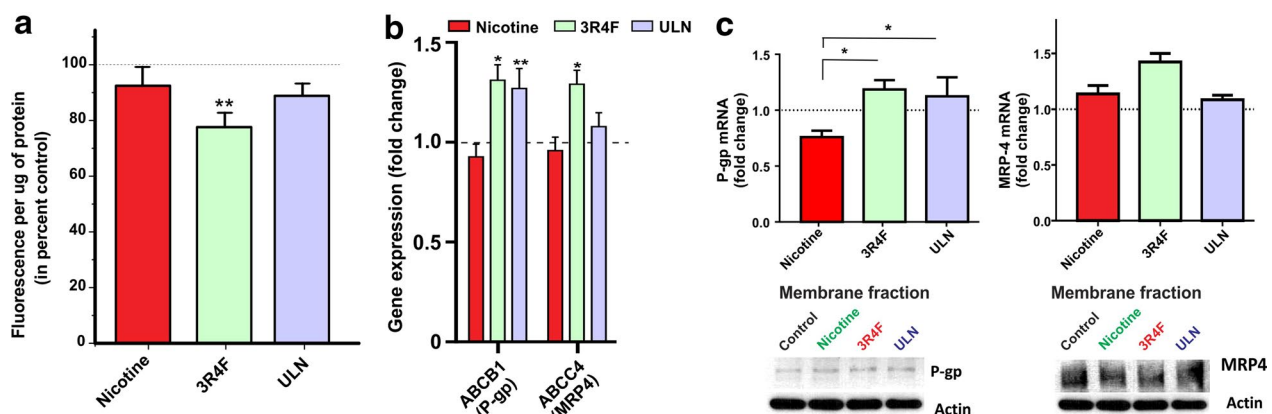 a
Fluorescence per ug of protein
(in percent control)
100
80
60
40
20
0
**
Nicotine
3R4F
ULN
b
Nicotine 3R4F ULN
Gene expression (fold change)
1.5
1.0
0.5
0.0
* ** *
ABCB1
(P-gp)
ABCC4
(MRP4)
c
P-gp mRNA
(fold change)
1.5
1.0
0.5
0.0
*
*
Nicotine
3R4F
ULN
MRP-4 mRNA
(fold change)
1.5
1.0
0.5
0
Nicotine
3R4F
ULN
Membrane fraction
Control Nicotine 3R4F ULN
P-gp
Actin
Membrane fraction
Control Nicotine 3R4F ULN
MRP4
Actin